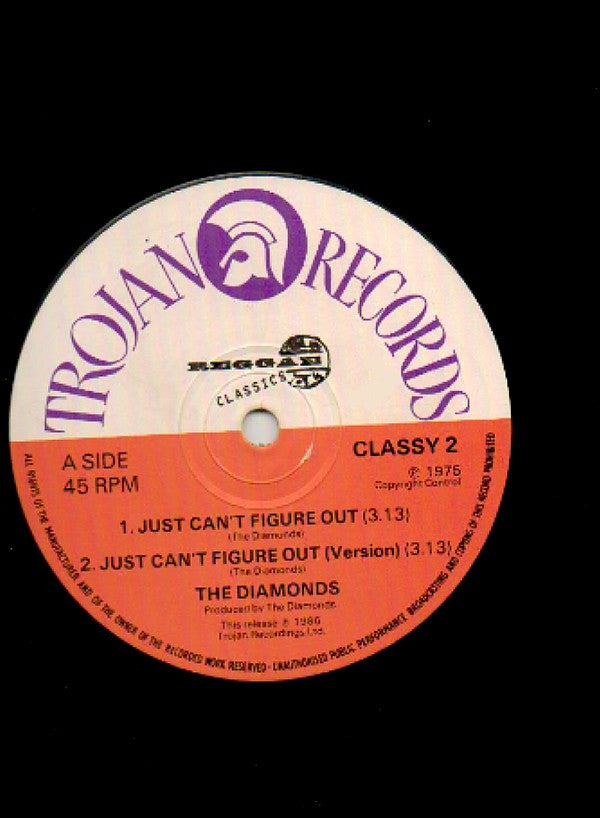 TROJAN RECORDS
REGGAE
CLASSICS
A SIDE
45 RPM
CLASSY 2
℗ 1975
Copyright Control
1. JUST CAN'T FIGURE OUT (3.13)
(The Diamonds)
2. JUST CAN'T FIGURE OUT (Version) (3.13)
(The Diamonds)
THE DIAMONDS
Produced by The Diamonds
This release ℗ 1986
Trojan Recordings Ltd.
ALL RIGHTS OF THE MANUFACTURER AND OF THE OWNER OF THE RECORDED WORK RESERVED - UNAUTHORISED PUBLIC PERFORMANCE BROADCASTING AND COPYING OF THIS RECORD PROHIBITED